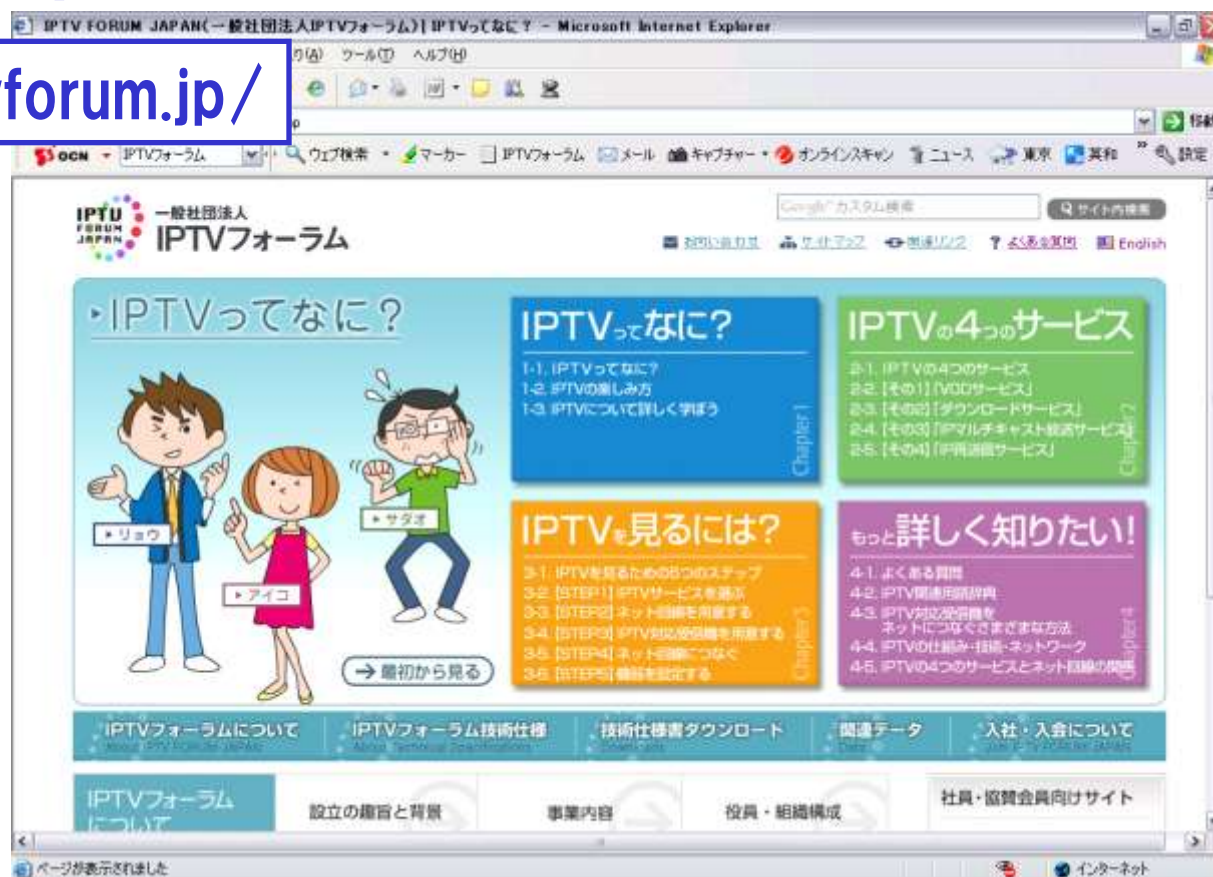 IPTV FORUM JAPAN(一般社団法人IPTVフォーラム)| IPTVってなに? - Microsoft Internet Explorer
ツール(T) ヘルプ(H)
forum.jp/
移動
OCN
IPTVフォーラム
ウェブ検索
マーカー
IPTVフォーラム
メール
キャプチャー
オンラインスキャン
ニュース
東京
英和
設定
IPTV FORUM JAPAN
一般社団法人
IPTVフォーラム
Google カスタム検索
サイト内検索
お問い合わせ
サイトマップ
関連リンク
よくある質問
English
IPTVってなに?
リョウ
アイコ
サダオ
最初から見る
IPTVってなに?
1-1. IPTVってなに?
1-2. IPTVの楽しみ方
1-3. IPTVについて詳しく学ぼう
Chapter 1
IPTVの4つのサービス
2-1. IPTVの4つのサービス
2-2. [その1]「VODサービス」
2-3. [その2]「ダウンロードサービス」
2-4. [その3]「IPマルチキャスト放送サービス」
2-5. [その4]「IP再送信サービス」
Chapter 2
IPTVを見るには?
3-1. IPTVを見るための5つのステップ
3-2. [STEP1] IPTVサービスを選ぶ
3-3. [STEP2] ネット回線を用意する
3-4. [STEP3] IPTV対応受信機を用意する
3-5. [STEP4] ネット回線につなぐ
3-6. [STEP5] 機器を設定する
Chapter 3
もっと詳しく知りたい!
4-1. よくある質問
4-2. IPTV関連用語辞典
4-3. IPTV対応受信機を
ネットにつなぐさまざまな方法
4-4. IPTVの仕組み・技術・ネットワーク
4-5. IPTVの4つのサービスとネット回線の関係
Chapter 4
IPTVフォーラムについて
About IPTV FORUM JAPAN
IPTVフォーラム技術仕様
About Technical Specifications
技術仕様書ダウンロード
Downloads
関連データ
Data
入社・入会について
Join IPTV FORUM JAPAN
IPTVフォーラム
について
設立の趣旨と背景
事業内容
役員・組織構成
社員・協賛会員向けサイト
ページが表示されました
インターネット